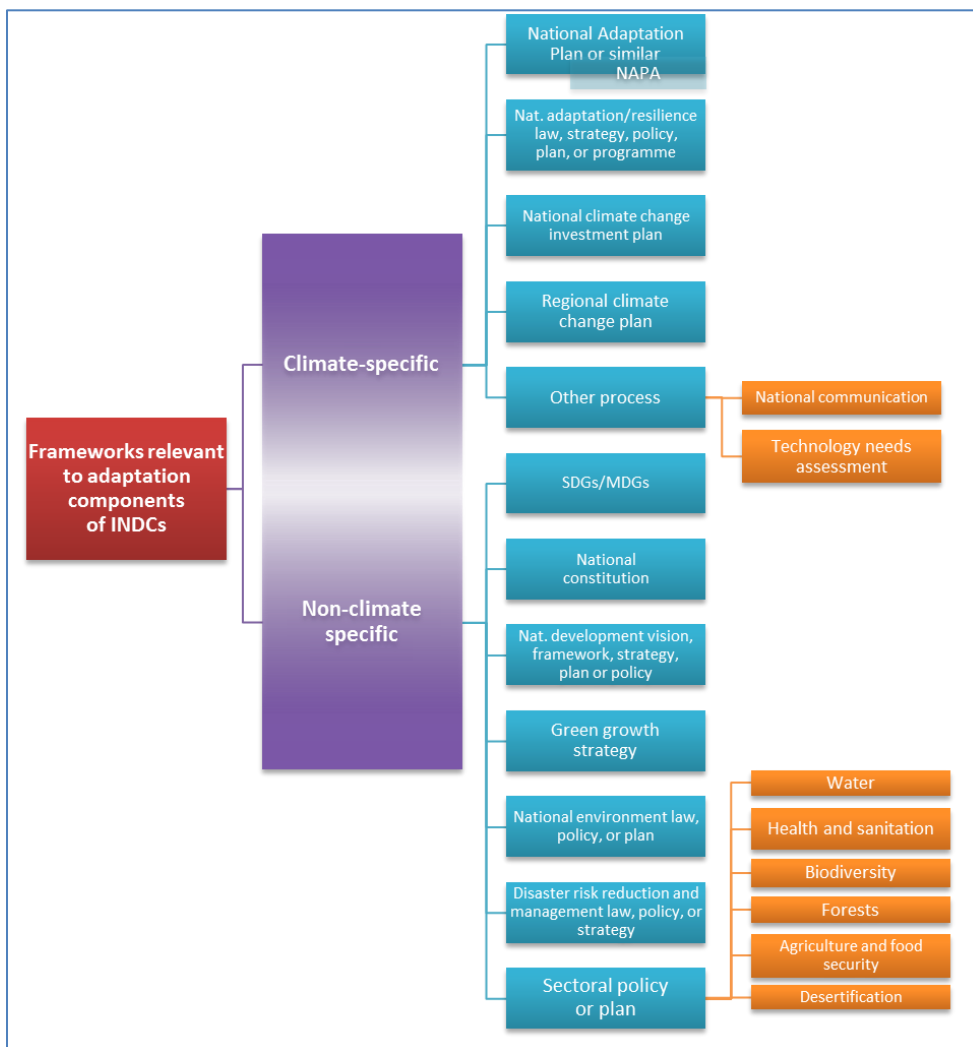 National Adaptation
Plan or similar
NAPA
Nat. adaptation/resilience
law, strategy, policy,
plan, or programme
National climate change
investment plan
Regional climate
change plan
Climate-specific
Other process
National communication
Technology needs
assessment
Frameworks relevant
to adaptation
components
of INDCs
SDGs/MDGs
National
constitution
Non-climate
specific
Nat. development vision,
framework, strategy,
plan or policy
Green growth
strategy
National environment law,
policy, or plan
Disaster risk reduction and
management law, policy, or
strategy
Sectoral policy
or plan
Water
Health and sanitation
Biodiversity
Forests
Agriculture and food
security
Desertification